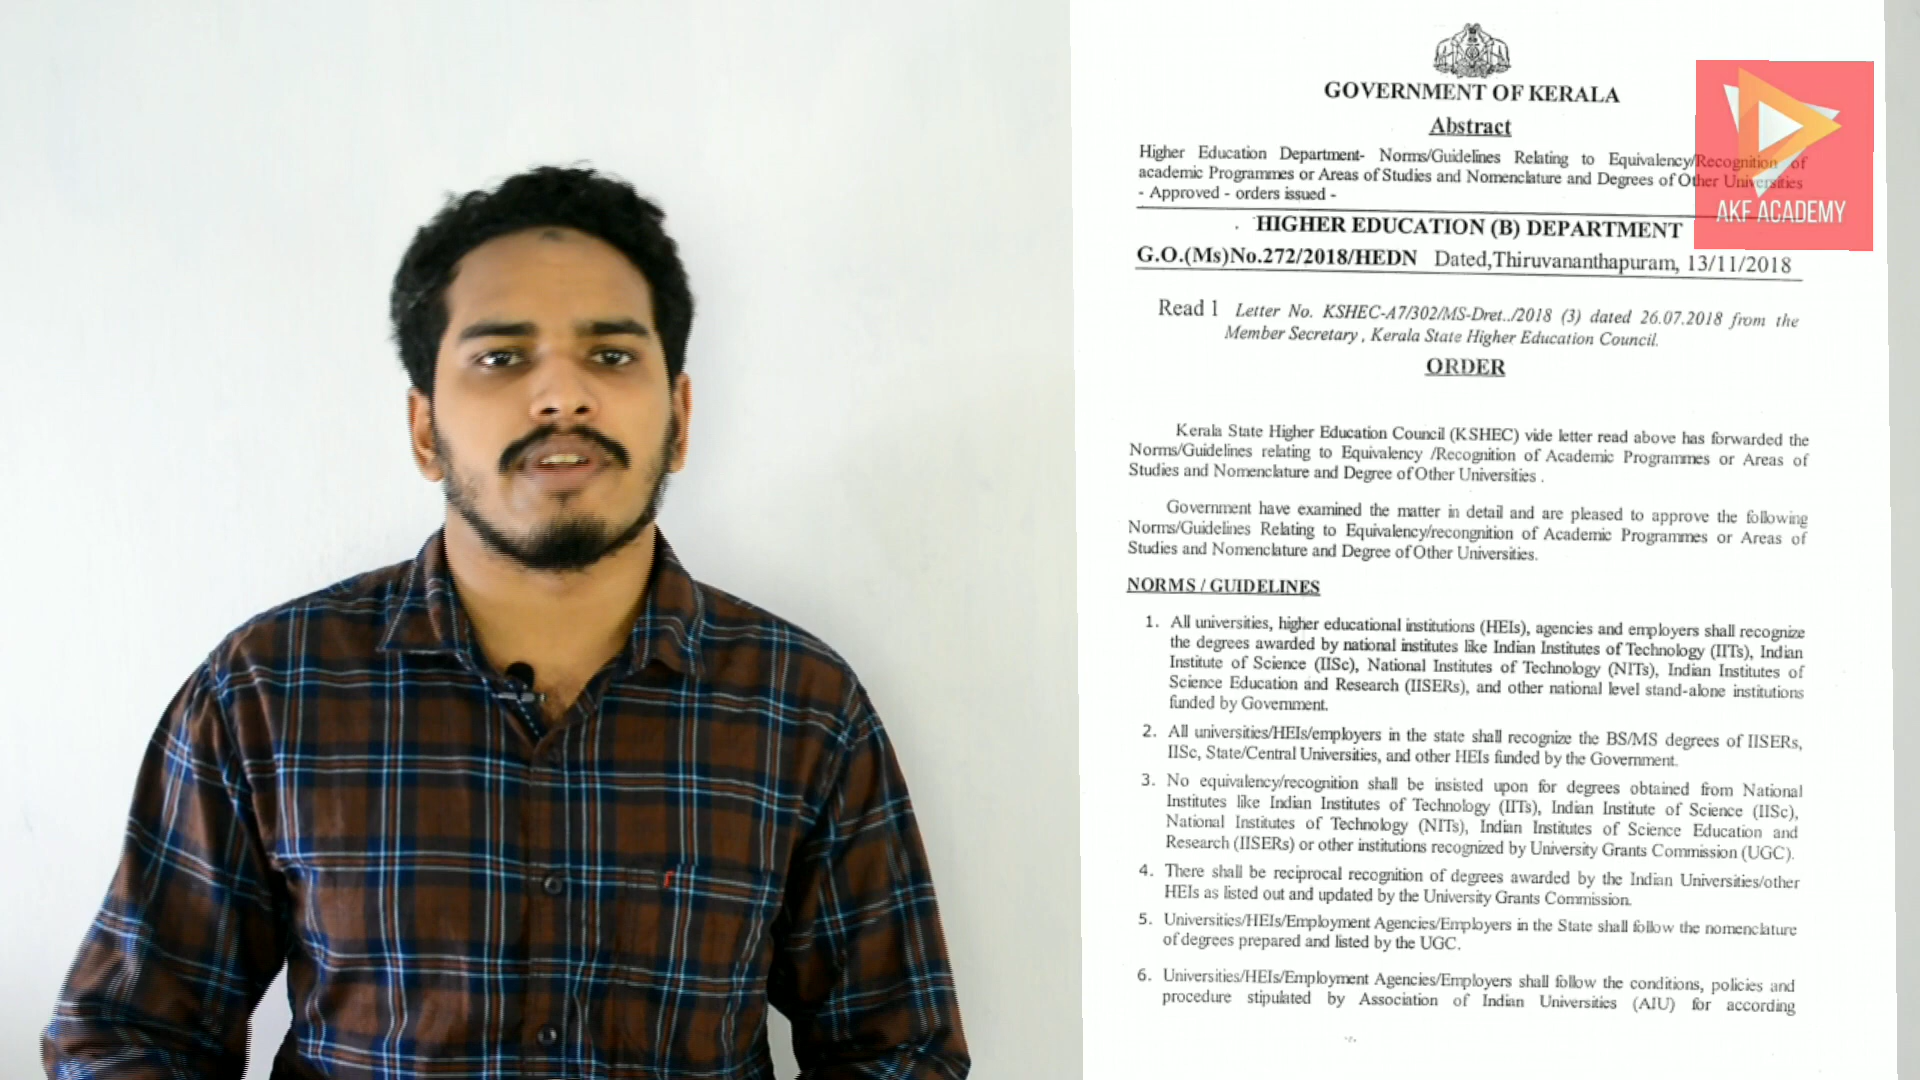 GOVERNMENT OF KERALA
Abstract
Higher Education Department- Norms/Guidelines Relating to Equivalency/Recognition of
academic Programmes or Areas of Studies and Nomenclature and Degrees of Other Universities
- Approved - orders issued -
HIGHER EDUCATION (B) DEPARTMENT
G.O.(Ms)No.272/2018/HEDN Dated,Thiruvananthapuram, 13/11/2018
Read 1 Letter No. KSHEC-A7/302/MS-Dret../2018 (3) dated 26.07.2018 from the
Member Secretary , Kerala State Higher Education Council.
ORDER
Kerala State Higher Education Council (KSHEC) vide letter read above has forwarded the
Norms/Guidelines relating to Equivalency /Recognition of Academic Programmes or Areas of
Studies and Nomenclature and Degree of Other Universities .
Government have examined the matter in detail and are pleased to approve the following
Norms/Guidelines Relating to Equivalency/recongnition of Academic Programmes or Areas of
Studies and Nomenclature and Degree of Other Universities.
NORMS / GUIDELINES
1. All universities, higher educational institutions (HEIs), agencies and employers shall recognize
the degrees awarded by national institutes like Indian Institutes of Technology (IITs), Indian
Institute of Science (IISc), National Institutes of Technology (NITs), Indian Institutes of
Science Education and Research (IISERs), and other national level stand-alone institutions
funded by Government.
2. All universities/HEIs/employers in the state shall recognize the BS/MS degrees of IISERs,
IISc, State/Central Universities, and other HEIs funded by the Government.
3. No equivalency/recognition shall be insisted upon for degrees obtained from National
Institutes like Indian Institutes of Technology (IITs), Indian Institute of Science (IISc),
National Institutes of Technology (NITs), Indian Institutes of Science Education and
Research (IISERs) or other institutions recognized by University Grants Commission (UGC).
4. There shall be reciprocal recognition of degrees awarded by the Indian Universities/other
HEIs as listed out and updated by the University Grants Commission.
5. Universities/HEIs/Employment Agencies/Employers in the State shall follow the nomenclature
of degrees prepared and listed by the UGC.
6. Universities/HEIs/Employment Agencies/Employers shall follow the conditions, policies and
procedure stipulated by Association of Indian Universities (AIU) for according
AKF ACADEMY